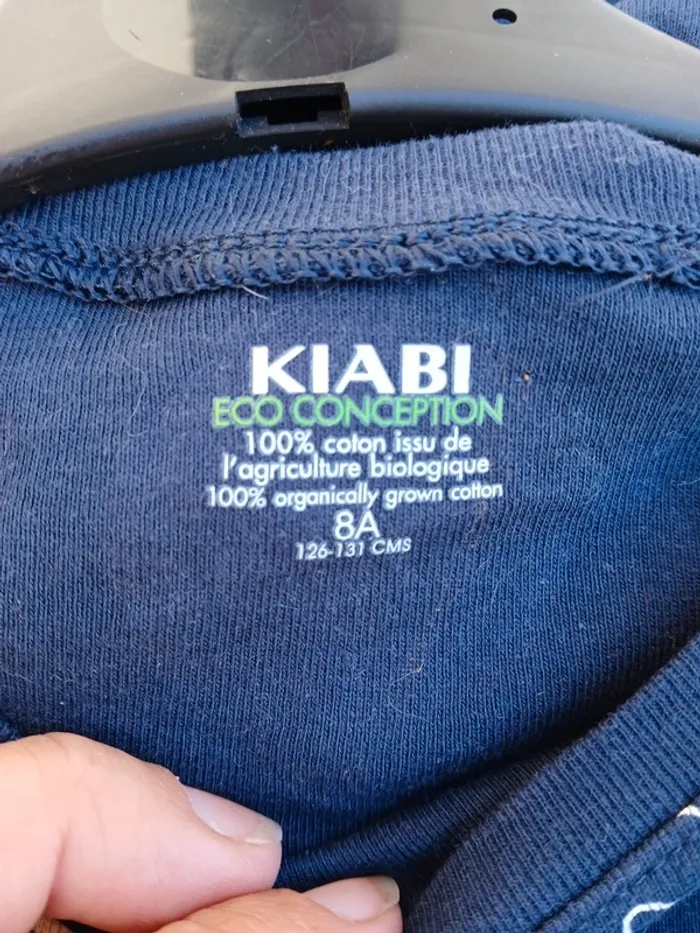 KIABI
ECO CONCEPTION
100% coton issu de
l'agriculture biologique
100% organically grown cotton
8A
126-131 CMS